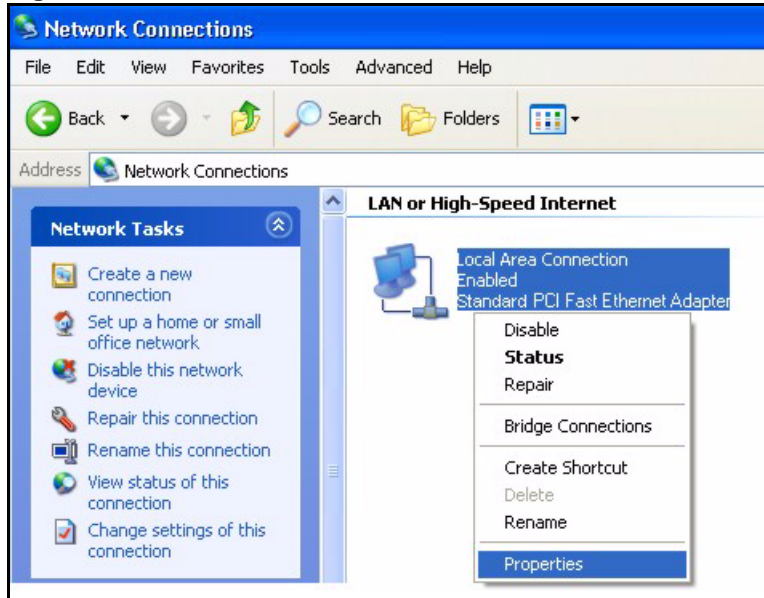 Network Connections
File Edit View Favorites Tools Advanced Help
Back Search Folders
Address Network Connections
Network Tasks
Create a new
connection
Set up a home or small
office network
Disable this network
device
Repair this connection
Rename this connection
View status of this
connection
Change settings of this
connection
LAN or High-Speed Internet
Local Area Connection
Enabled
Standard PCI Fast Ethernet Adapter
Disable
Status
Repair
Bridge Connections
Create Shortcut
Delete
Rename
Properties